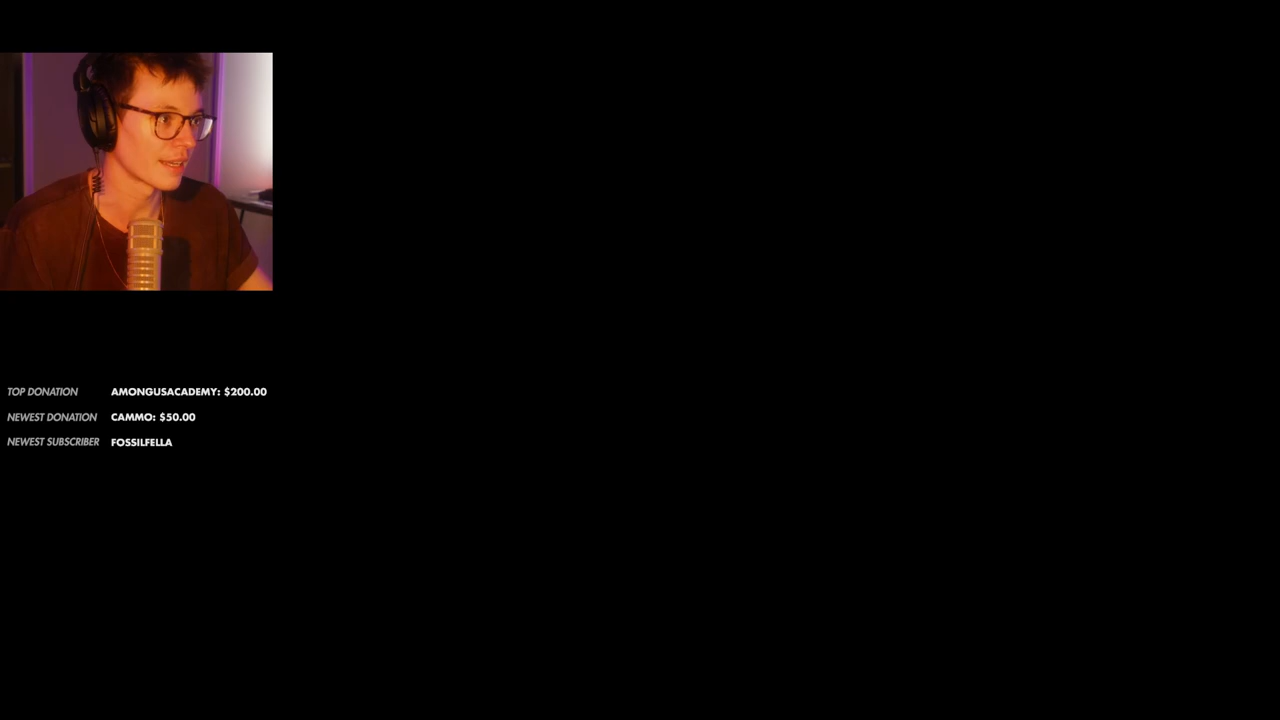 TOP DONATION AMONGUSACADEMY: $200.00
NEWEST DONATION CAMMO: $50.00
NEWEST SUBSCRIBER FOSSILFELLA